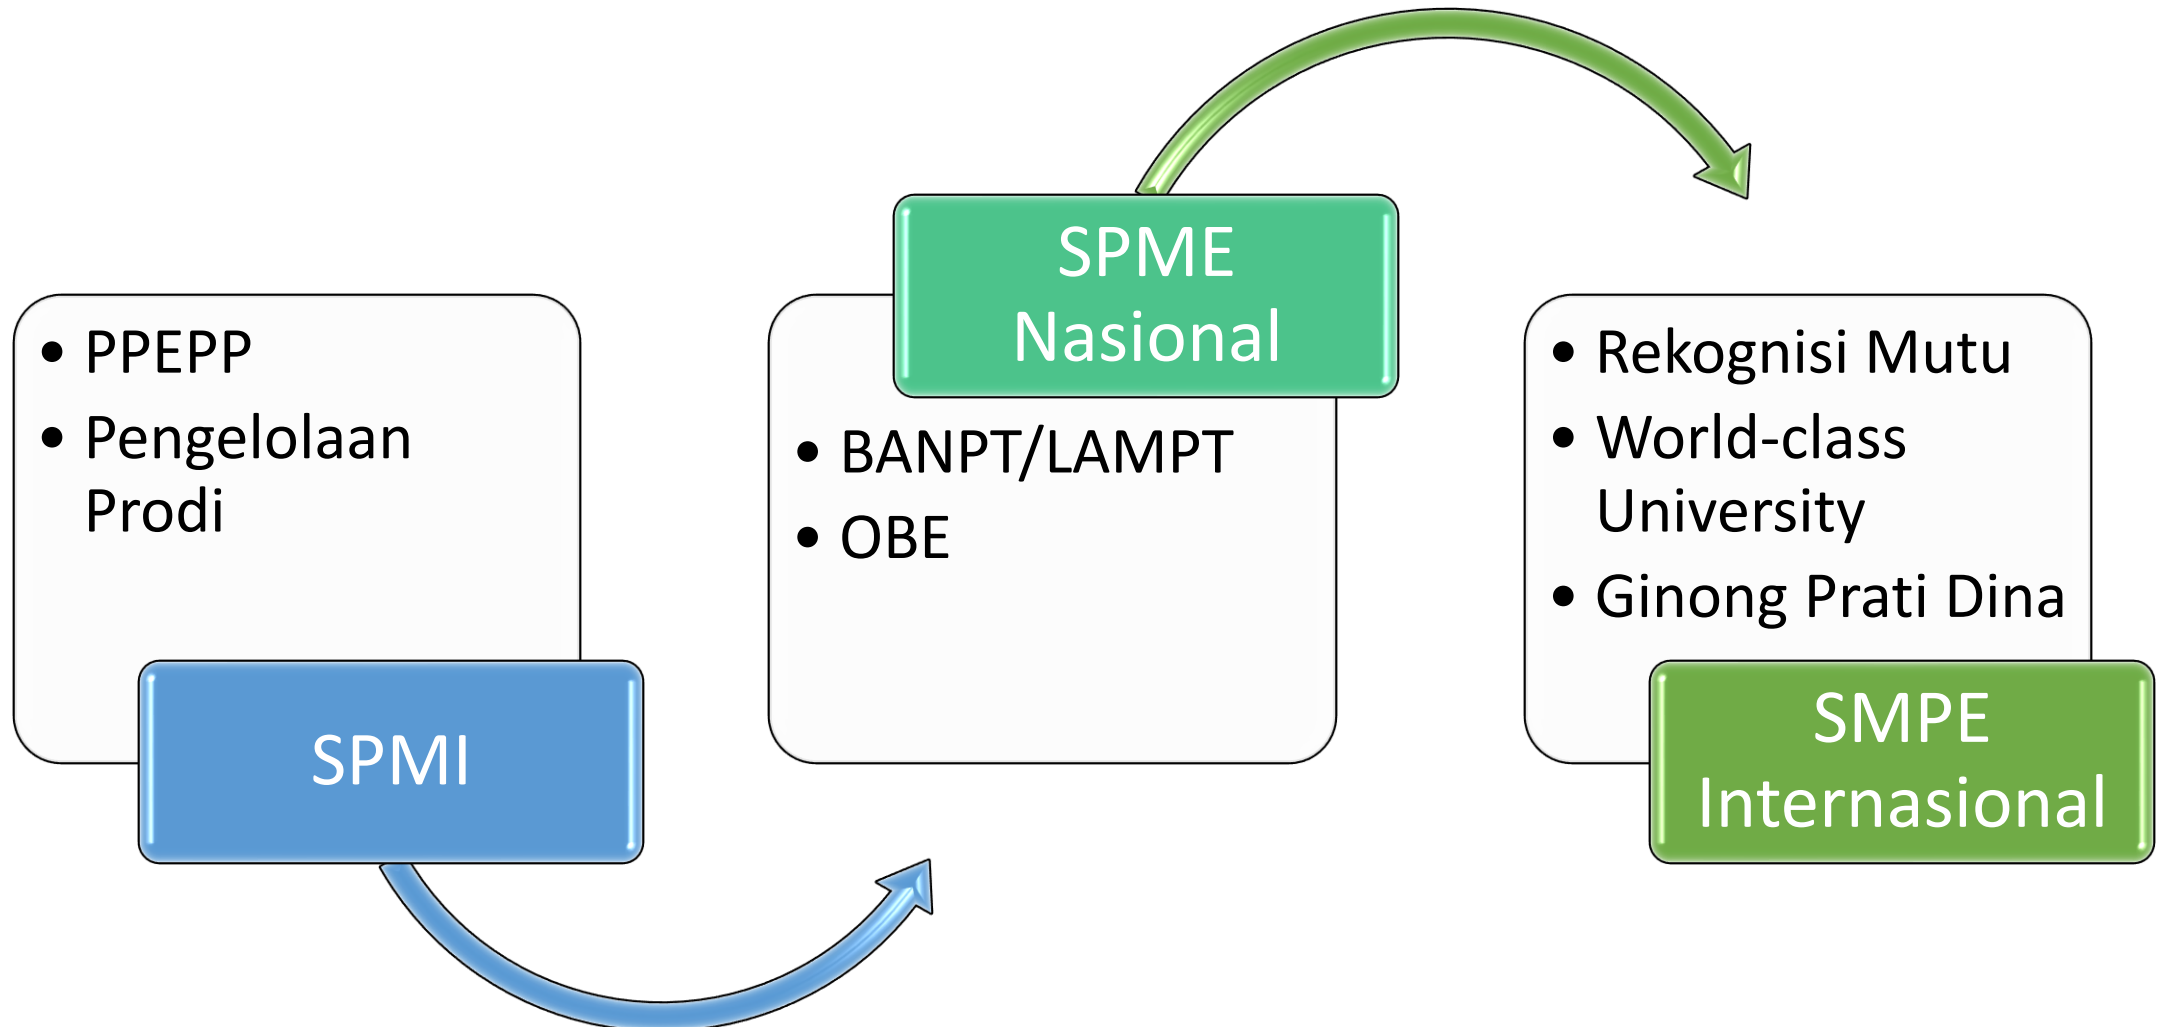 • PPEPP
• Pengelolaan
Prodi
SPMI
SPME
Nasional
• BANPT/LAMPT
• OBE
• Rekognisi Mutu
• World-class
University
• Ginong Prati Dina
SMPE
Internasional